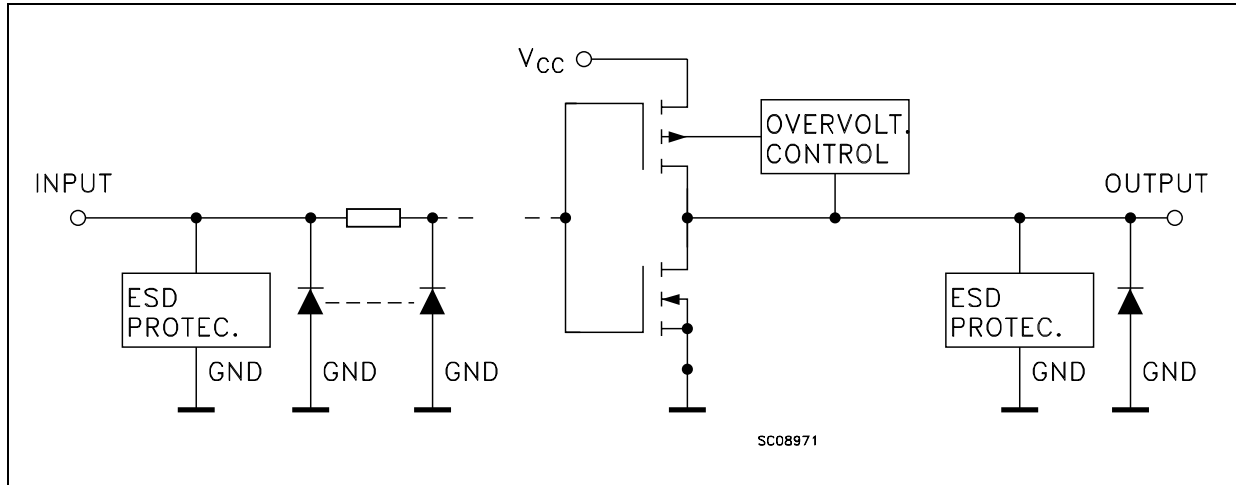 VCC
OVERVOLT.
CONTROL
INPUT
OUTPUT
ESD
PROTEC.
ESD
PROTEC.
GND
GND
GND
GND
GND
SC08971